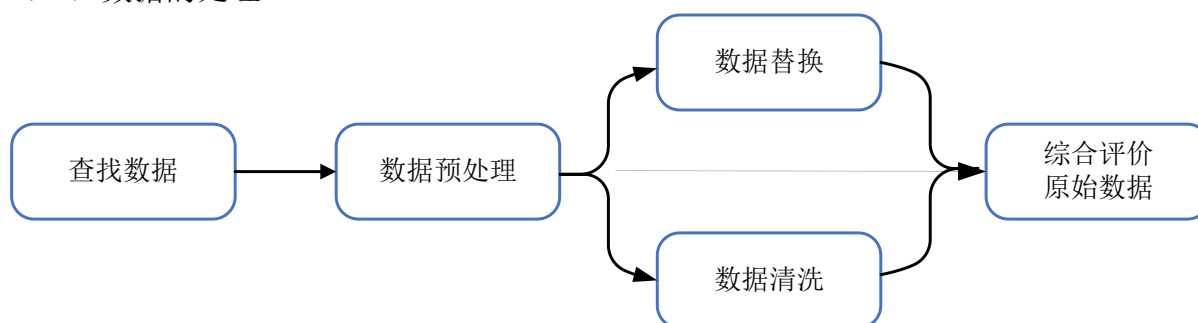 查找数据
数据预处理
数据替换
数据清洗
综合评价
原始数据